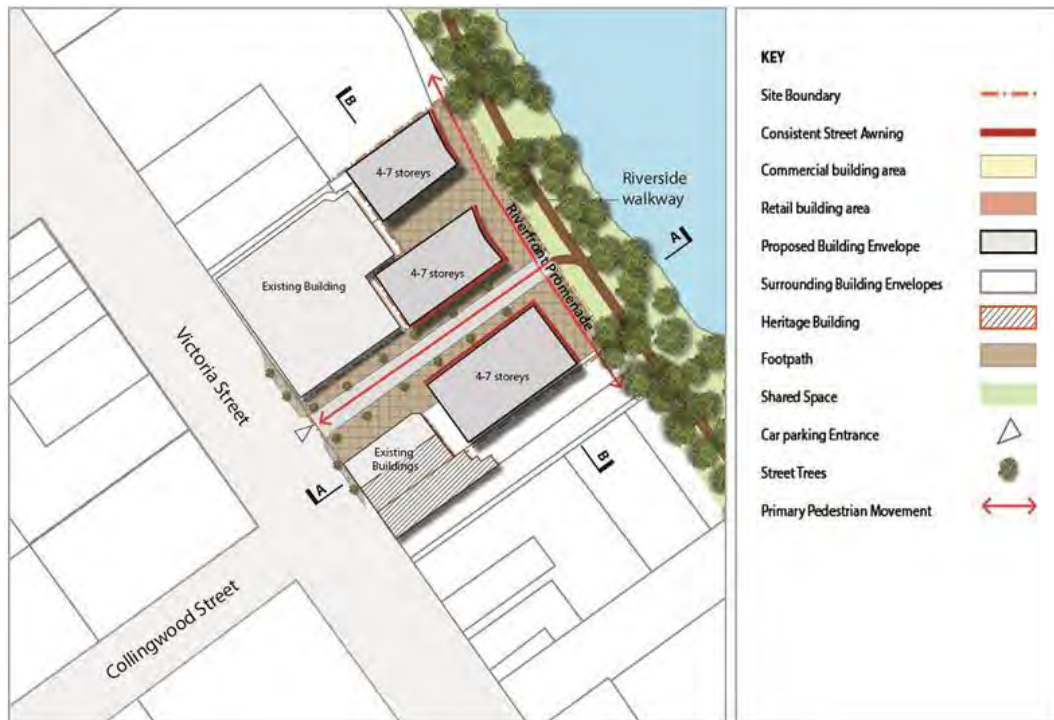 B
4-7 storeys
Riverside
walkway
A
Riverfront Promenade
4-7 storeys
Existing Building
Victoria Street
4-7 storeys
Existing
Buildings
B
A
Collingwood Street
KEY
Site Boundary
Consistent Street Awning
Commercial building area
Retail building area
Proposed Building Envelope
Surrounding Building Envelopes
Heritage Building
Footpath
Shared Space
Car parking Entrance
Street Trees
Primary Pedestrian Movement